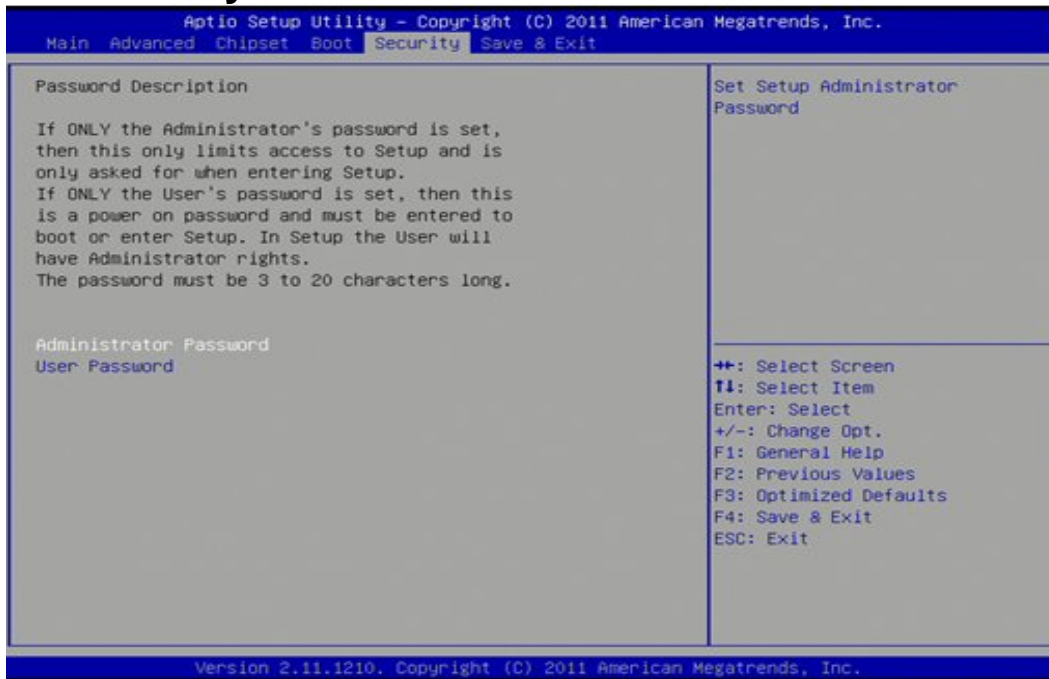 Aptio Setup Utility – Copyright (C) 2011 American Megatrends, Inc.
Main Advanced Chipset Boot Security Save & Exit
Password Description
If ONLY the Administrator's password is set,
then this only limits access to Setup and is
only asked for when entering Setup.
If ONLY the User's password is set, then this
is a power on password and must be entered to
boot or enter Setup. In Setup the User will
have Administrator rights.
The password must be 3 to 20 characters long.
Administrator Password
User Password
Set Setup Administrator
Password
→←: Select Screen
↑↓: Select Item
Enter: Select
+/-: Change Opt.
F1: General Help
F2: Previous Values
F3: Optimized Defaults
F4: Save & Exit
ESC: Exit
Version 2.11.1210. Copyright (C) 2011 American Megatrends, Inc.